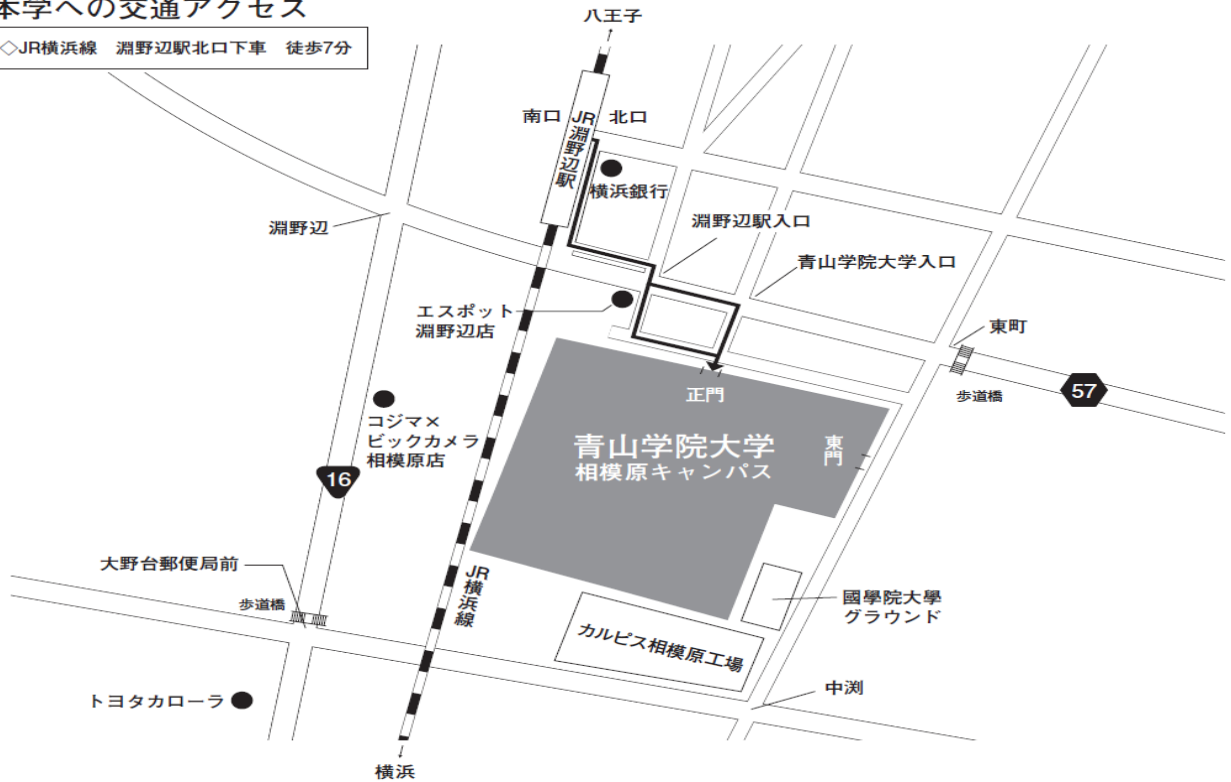 本学への交通アクセス
◇JR横浜線　淵野辺駅北口下車　徒歩7分
八王子
南口
JR淵野辺駅
北口
横浜銀行
淵野辺
淵野辺駅入口
青山学院大学入口
エスポット
淵野辺店
東町
歩道橋
57
正門
コジマ×
ビックカメラ
相模原店
青山学院大学
相模原キャンパス
東門
16
大野台郵便局前
歩道橋
JR横浜線
國學院大學
グラウンド
カルピス相模原工場
トヨタカローラ
中渕
横浜